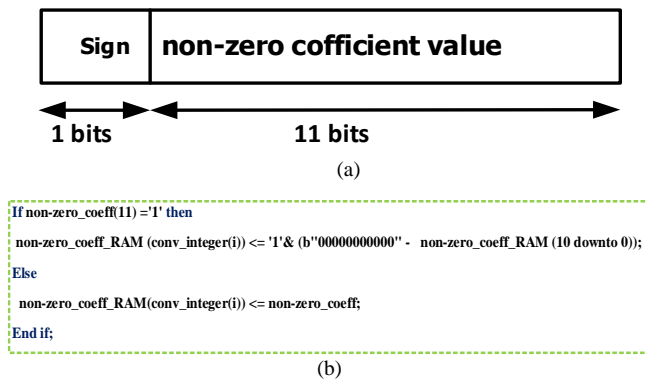 Sign non-zero cofficient value
1 bits 11 bits
(a)
If non-zero_coeff(11) ='1' then
non-zero_coeff_RAM (conv_integer(i)) <= '1'& (b"00000000000" - non-zero_coeff_RAM (10 downto 0));
Else
non-zero_coeff_RAM(conv_integer(i)) <= non-zero_coeff;
End if;
(b)